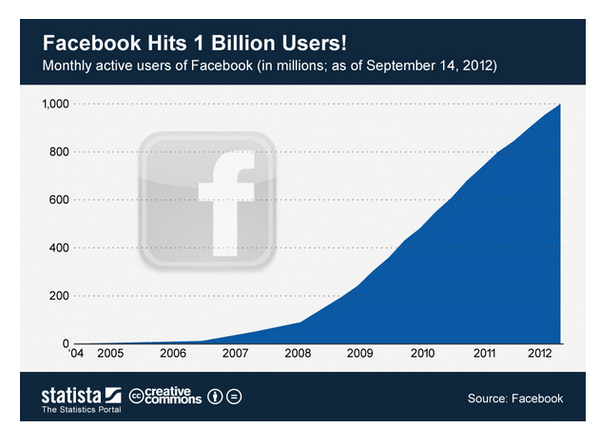 Facebook Hits 1 Billion Users!
Monthly active users of Facebook (in millions; as of September 14, 2012)
1,000
800
600
400
200
0
'04 2005 2006 2007 2008 2009 2010 2011 2012
f
statista
The Statistics Portal
cc creative commons
Source: Facebook